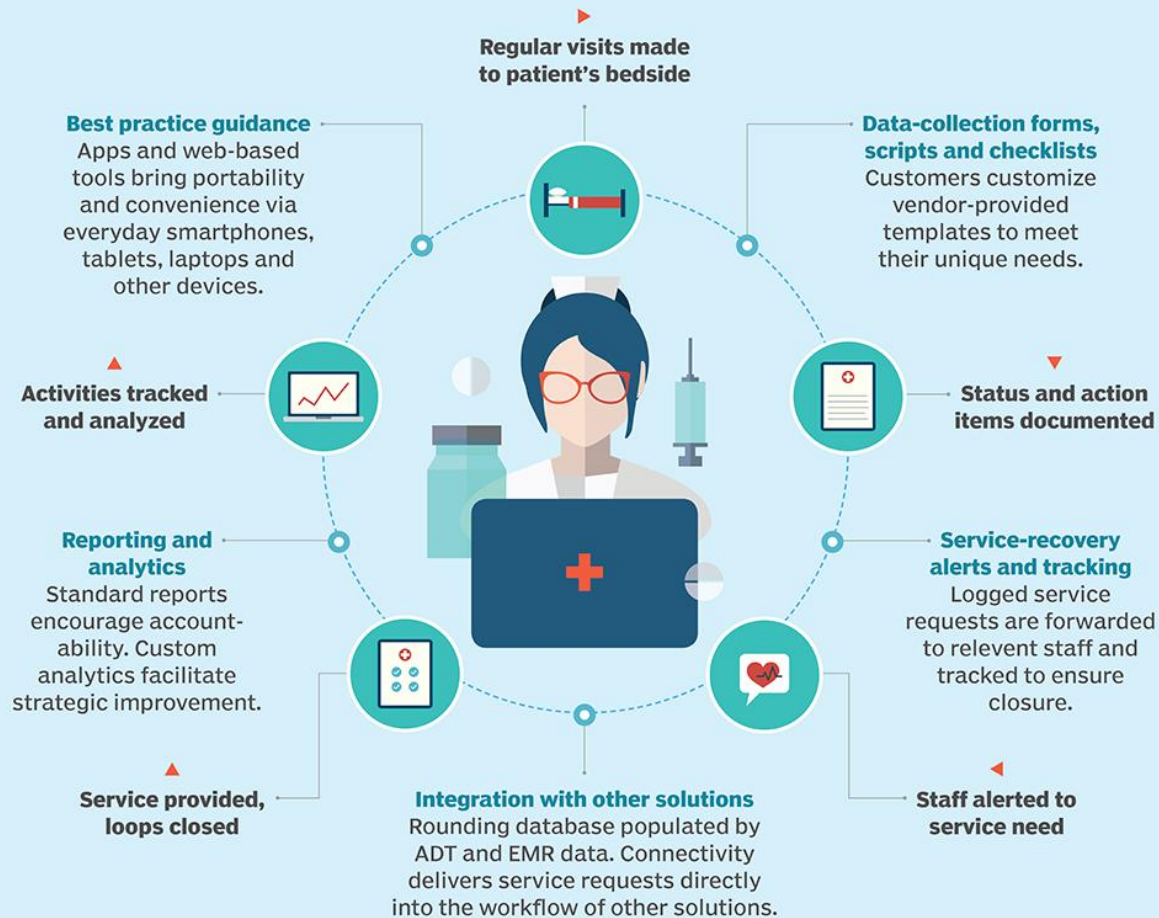 Regular visits made
to patient's bedside
Best practice guidance
Apps and web-based
tools bring portability
and convenience via
everyday smartphones,
tablets, laptops and
other devices.
Data-collection forms,
scripts and checklists
Customers customize
vendor-provided
templates to meet
their unique needs.
Activities tracked
and analyzed
Status and action
items documented
Reporting and
analytics
Standard reports
encourage account-
ability. Custom
analytics facilitate
strategic improvement.
Service-recovery
alerts and tracking
Logged service
requests are forwarded
to relevent staff and
tracked to ensure
closure.
Service provided,
loops closed
Integration with other solutions
Rounding database populated by
ADT and EMR data. Connectivity
delivers service requests directly
into the workflow of other solutions.
Staff alerted to
service need